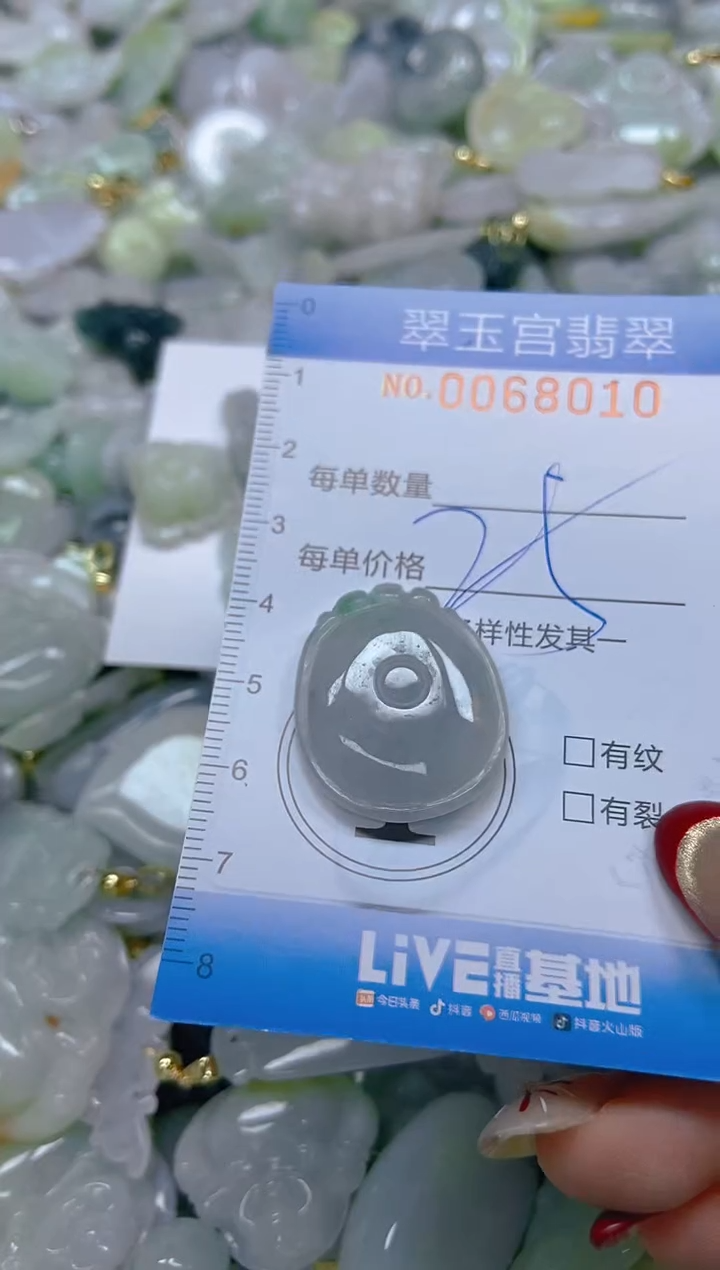 0
翠玉宫翡翠
1
NO.0068010
2
每单数量
3
每单价格
4
样性发其一
5
6
□有纹
□有裂
7
8
LiVE直播基地
今日头条 抖音 西瓜视频 抖音火山版